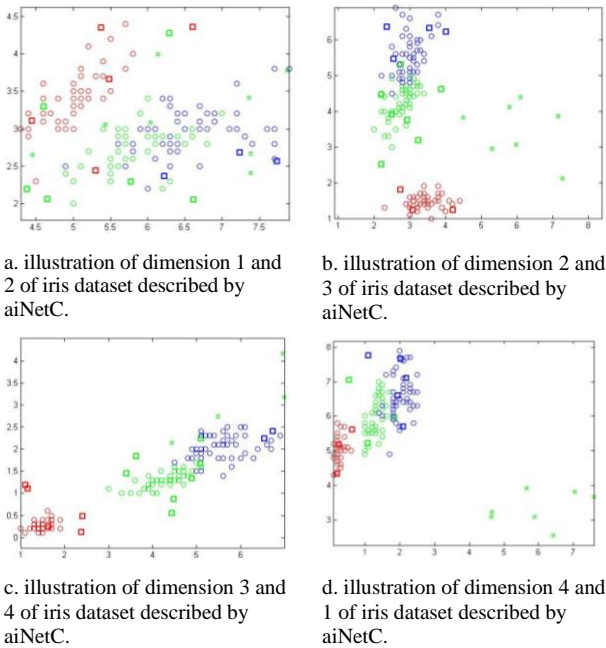 4.5
4
3.5
3
2.5
2
4.5 5 5.5 6 6.5 7 7.5
6
5
4
3
2
1
1 2 3 4 5 6 7 8
a. illustration of dimension 1 and
2 of iris dataset described by
aiNetC.
b. illustration of dimension 2 and
3 of iris dataset described by
aiNetC.
4
3.5
3
2.5
2
1.5
1
0.5
0
1 2 3 4 5 6
8
7
6
5
4
3
1 2 3 4 5 6 7
c. illustration of dimension 3 and
4 of iris dataset described by
aiNetC.
d. illustration of dimension 4 and
1 of iris dataset described by
aiNetC.